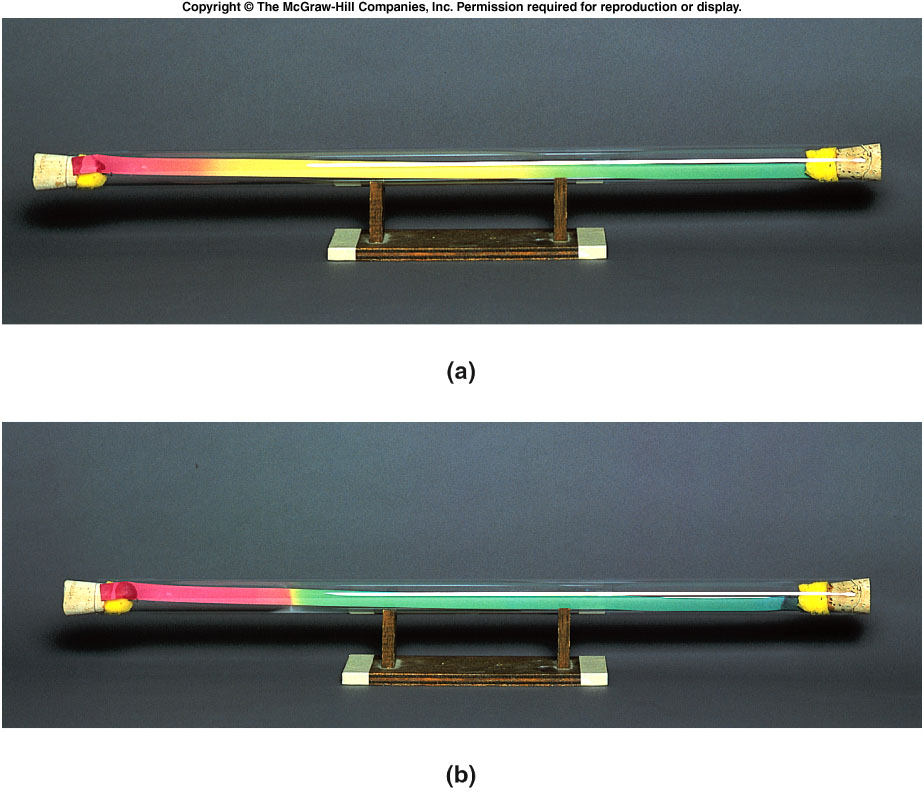 Copyright © The McGraw-Hill Companies, Inc. Permission required for reproduction or display.
(a)
(b)